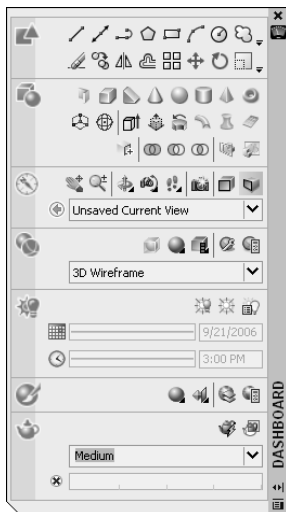 Unsaved Current View
3D Wireframe
9/21/2006
3:00 PM
Medium
DASHBOARD